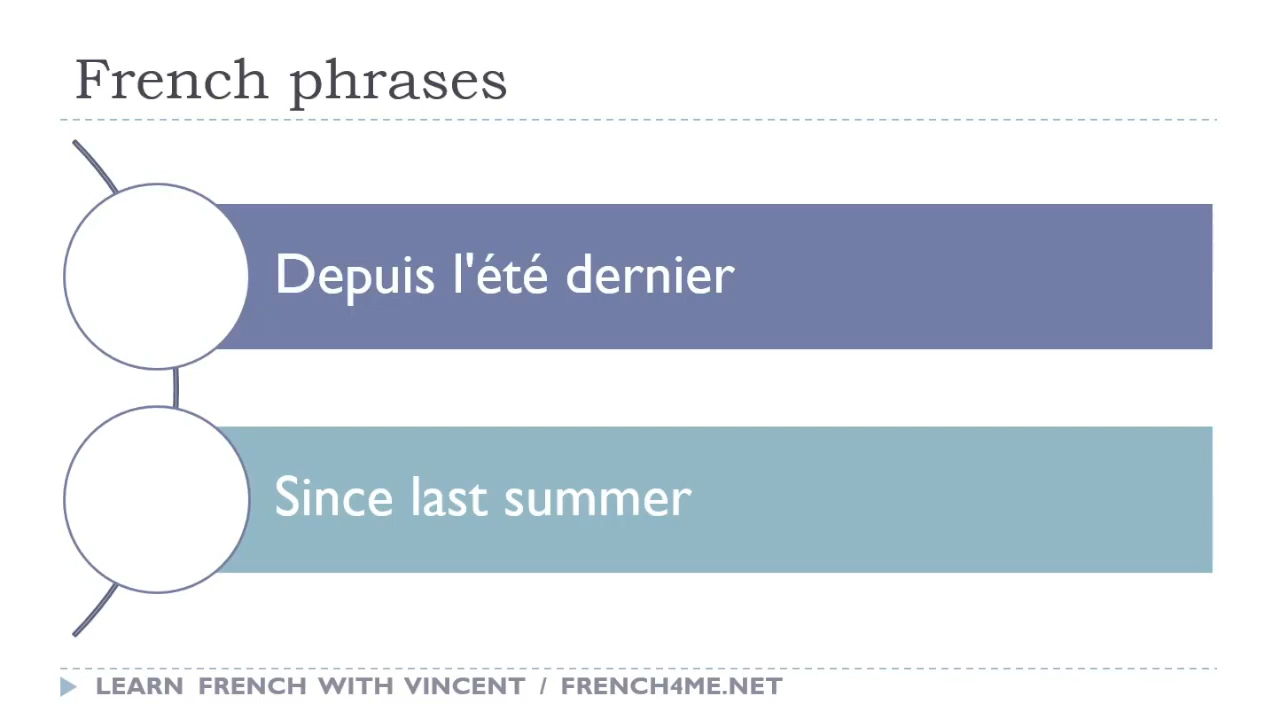 French phrases
Depuis l'été dernier
Since last summer
LEARN FRENCH WITH VINCENT / FRENCH4ME.NET